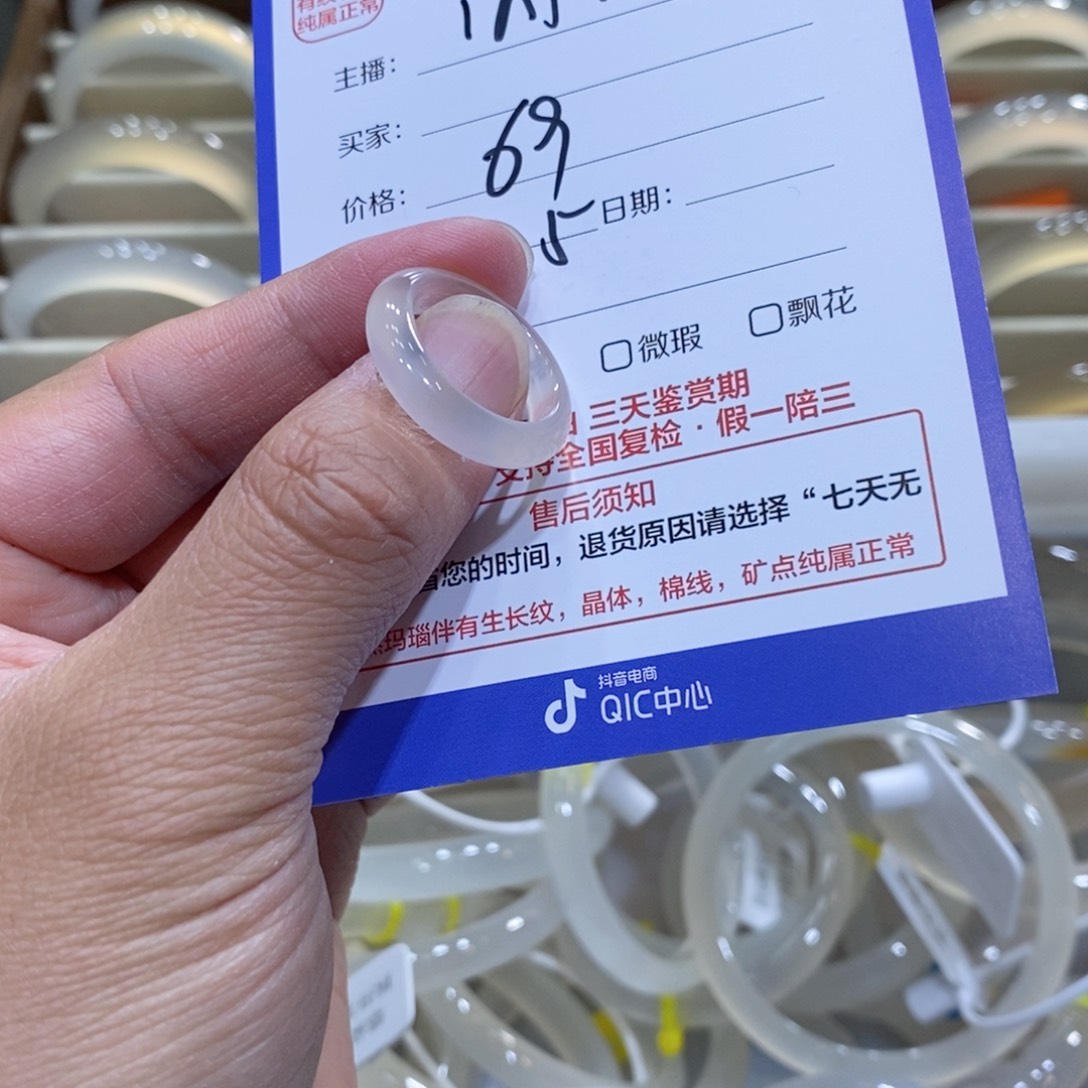 纯属正常
主播：
买家：
69
价格：
5 日期：
微瑕 飘花
三天鉴赏期
支持全国复检·假一陪三
售后须知
您的时间，退货原因请选择“七天无
玛瑙伴有生长纹，晶体，棉线，矿点纯属正常
抖音电商
QIC中心